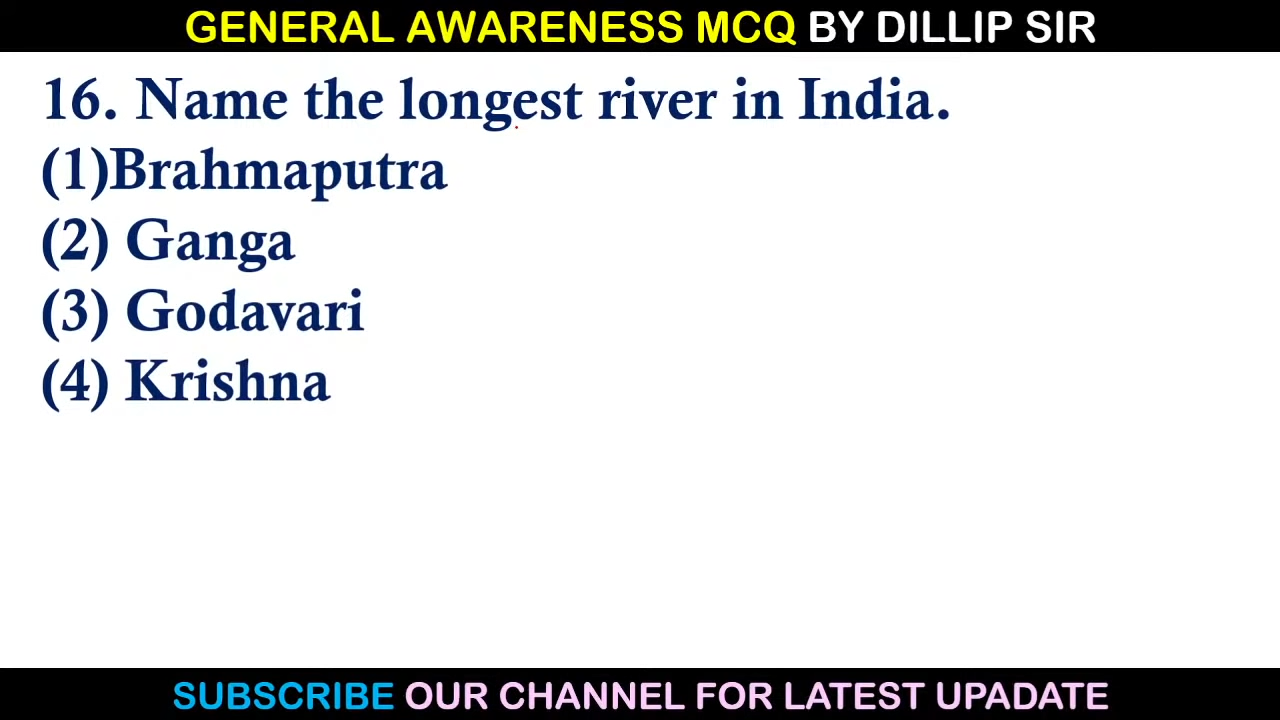 GENERAL AWARENESS MCQ BY DILLIP SIR
16. Name the longest river in India.
(1)Brahmaputra
(2) Ganga
(3) Godavari
(4) Krishna
SUBSCRIBE OUR CHANNEL FOR LATEST UPADATE